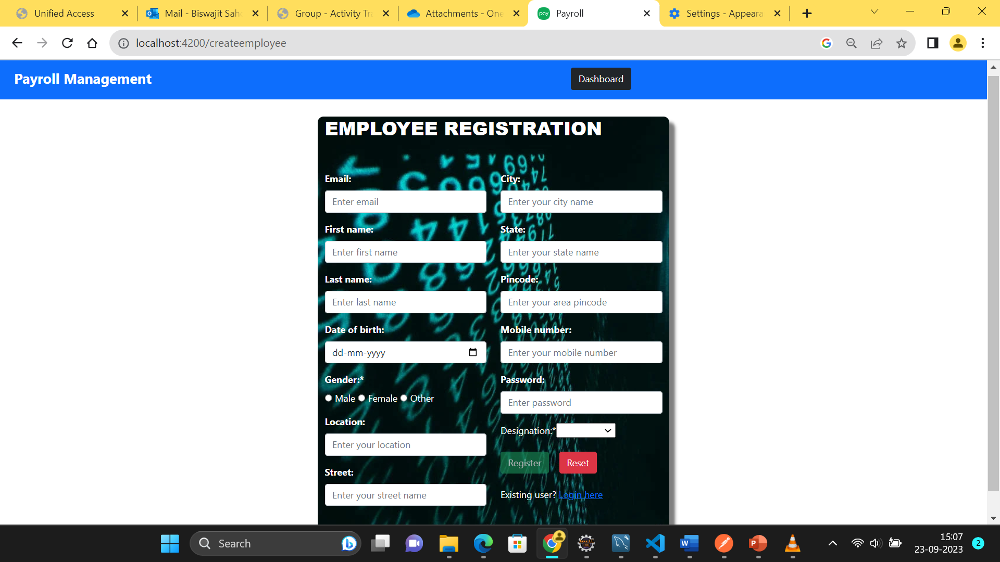 Unified Access
Mail - Biswajit Saho
Group - Activity Tra
Attachments - One
pay
Payroll
Settings - Appeara
localhost:4200/createemployee
Payroll Management
Dashboard
EMPLOYEE REGISTRATION
Email:
Enter email
First name:
Enter first name
Last name:
Enter last name
Date of birth:
dd-mm-yyyy
Gender:*
Male Female Other
Location:
Enter your location
Street:
Enter your street name
City:
Enter your city name
State:
Enter your state name
Pincode:
Enter your area pincode
Mobile number:
Enter your mobile number
Password:
Enter password
Designation:*
Register Reset
Existing user? Login here
Search
15:07
23-09-2023
2